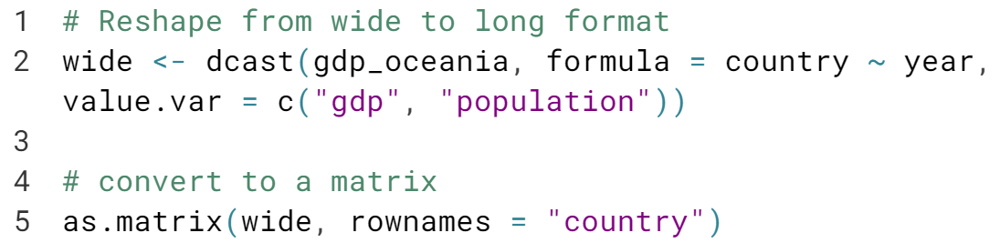 1 # Reshape from wide to long format
2 wide <- dcast(gdp_oceania, formula = country ~ year,
value.var = c("gdp", "population"))
3
4 # convert to a matrix
5 as.matrix(wide, rownames = "country")